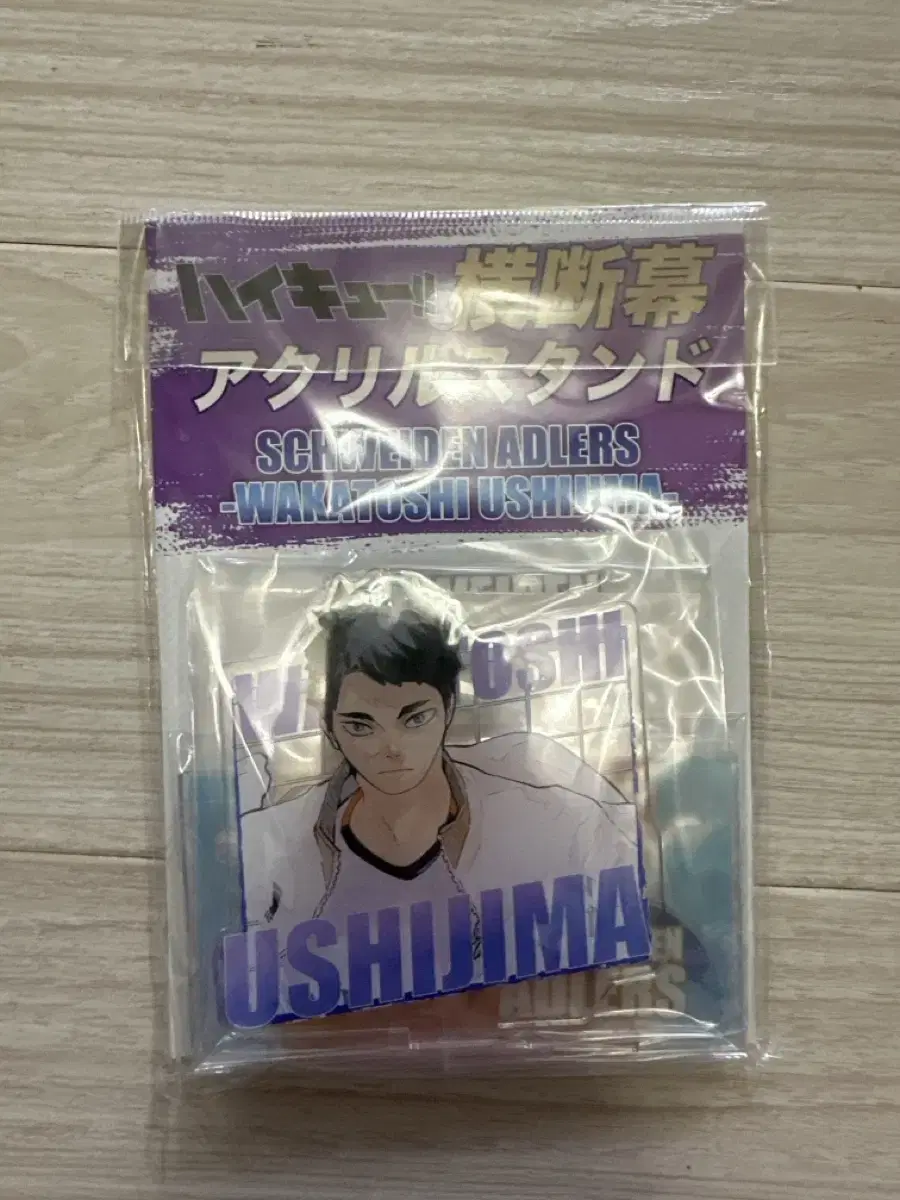 ハイキュー!! 横断幕
アクリルスタンド
SCHWEIDEN ADLERS
-WAKATOSHI USHIJIMA-
USHIJIMA
ADLERS